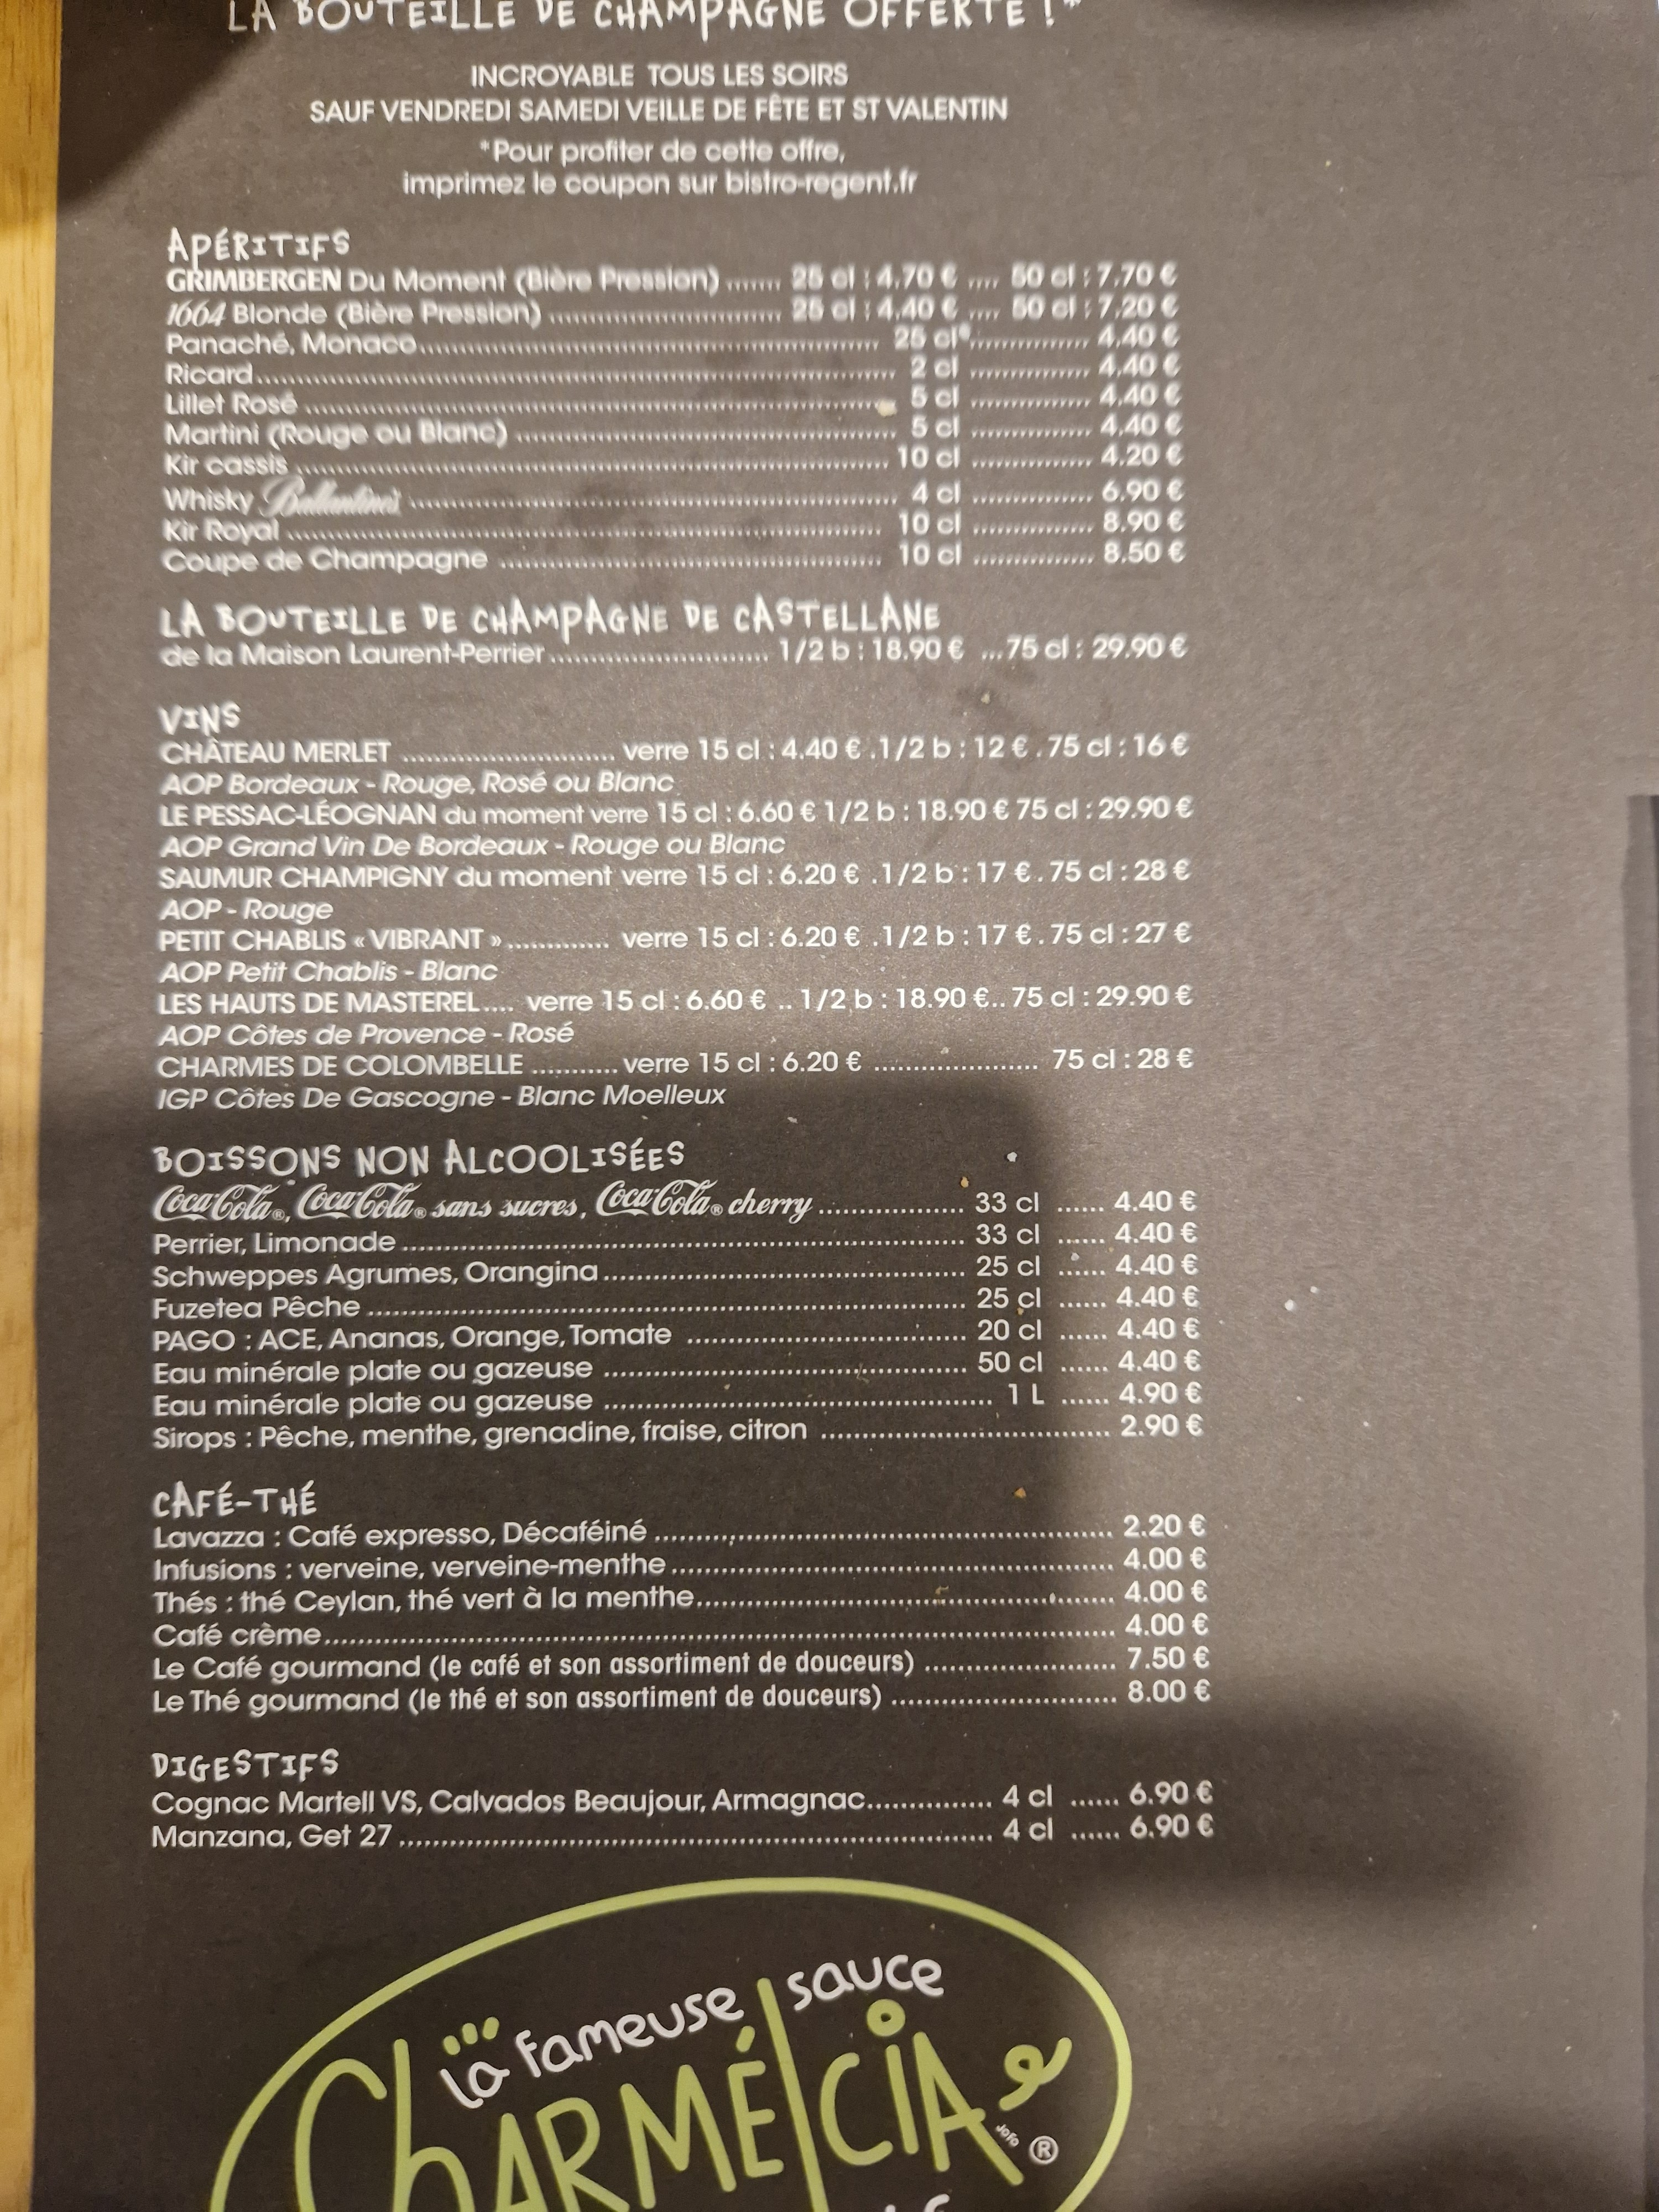 LA BOUTEILLE DE CHAMPAGNE OFFERTE !*
INCROYABLE TOUS LES SOIRS
SAUF VENDREDI SAMEDI VEILLE DE FÊTE ET ST VALENTIN
*Pour profiter de cette offre,
imprimez le coupon sur bistro-regent.fr
APÉRITIFS
GRIMBERGEN Du Moment (Bière Pression) ....... 25 cl : 4.70 € .... 50 cl : 7.70 €
1664 Blonde (Bière Pression) ............................... 25 cl : 4.40 € .... 50 cl : 7.20 €
Panaché, Monaco.............................................................. 25 cl ................ 4.40 €
Ricard................................................................................... 2 cl ................ 4.40 €
Lillet Rosé ............................................................................ 5 cl ................ 4.40 €
Martini (Rouge ou Blanc) .................................................. 5 cl ................ 4.40 €
Kir cassis .............................................................................. 10 cl ................ 4.20 €
Whisky Ballantine's ................................................................ 4 cl ................ 6.90 €
Kir Royal ............................................................................... 10 cl ................ 8.90 €
Coupe de Champagne .................................................... 10 cl ................ 8.50 €
LA BOUTEILLE DE CHAMPAGNE DE CASTELLANE
de la Maison Laurent-Perrier ............................. 1/2 b : 18.90 € ...75 cl : 29.90 €
VINS
CHÂTEAU MERLET ............................. verre 15 cl : 4.40 € .1/2 b : 12 € . 75 cl : 16 €
AOP Bordeaux - Rouge, Rosé ou Blanc
LE PESSAC-LÉOGNAN du moment verre 15 cl : 6.60 € 1/2 b : 18.90 € 75 cl : 29.90 €
AOP Grand Vin De Bordeaux - Rouge ou Blanc
SAUMUR CHAMPIGNY du moment verre 15 cl : 6.20 € .1/2 b : 17 € . 75 cl : 28 €
AOP - Rouge
PETIT CHABLIS « VIBRANT » .............. verre 15 cl : 6.20 € .1/2 b : 17 € . 75 cl : 27 €
AOP Petit Chablis - Blanc
LES HAUTS DE MASTEREL .... verre 15 cl : 6.60 € .. 1/2 b : 18.90 €.. 75 cl : 29.90 €
AOP Côtes de Provence - Rosé
CHARMES DE COLOMBELLE ........... verre 15 cl : 6.20 € ...................... 75 cl : 28 €
IGP Côtes De Gascogne - Blanc Moelleux
BOISSONS NON ALCOOLISÉES
Coca-Cola®, Coca-Cola® sans sucres, Coca-Cola® cherry .................. 33 cl ...... 4.40 €
Perrier, Limonade ........................................................................ 33 cl ...... 4.40 €
Schweppes Agrumes, Orangina ............................................. 25 cl ...... 4.40 €
Fuzetea Pêche ............................................................................ 25 cl ...... 4.40 €
PAGO : ACE, Ananas, Orange, Tomate ................................... 20 cl ...... 4.40 €
Eau minérale plate ou gazeuse .............................................. 50 cl ...... 4.40 €
Eau minérale plate ou gazeuse .................................................. 1 L ...... 4.90 €
Sirops : Pêche, menthe, grenadine, fraise, citron ..................................... 2.90 €
CAFÉ-THÉ
Lavazza : Café expresso, Décaféiné .......................................................... 2.20 €
Infusions : verveine, verveine-menthe ........................................................ 4.00 €
Thés : thé Ceylan, thé vert à la menthe..................................................... 4.00 €
Café crème.................................................................................................. 4.00 €
Le Café gourmand (le café et son assortiment de douceurs) ........................ 7.50 €
Le Thé gourmand (le thé et son assortiment de douceurs) ............................ 8.00 €
DIGESTIFS
Cognac Martell VS, Calvados Beaujour, Armagnac................ 4 cl ...... 6.90 €
Manzana, Get 27 .......................................................................... 4 cl ...... 6.90 €
La fameuse sauce
CHARMÉLCIA
JOFO ®